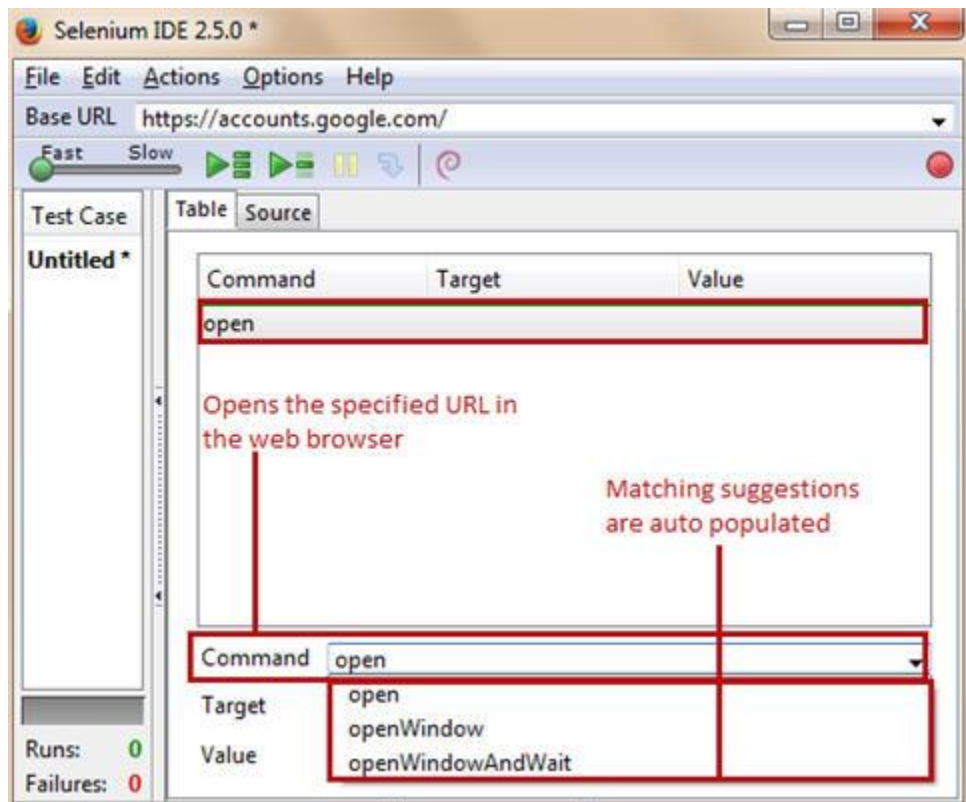 Selenium IDE 2.5.0 *
File Edit Actions Options Help
Base URL https://accounts.google.com/
Fast Slow
Test Case
Table Source
Untitled *
Command Target Value
open
Opens the specified URL in
the web browser
Matching suggestions
are auto populated
Command open
Target
open
openWindow
Value
openWindowAndWait
Runs: 0
Failures: 0